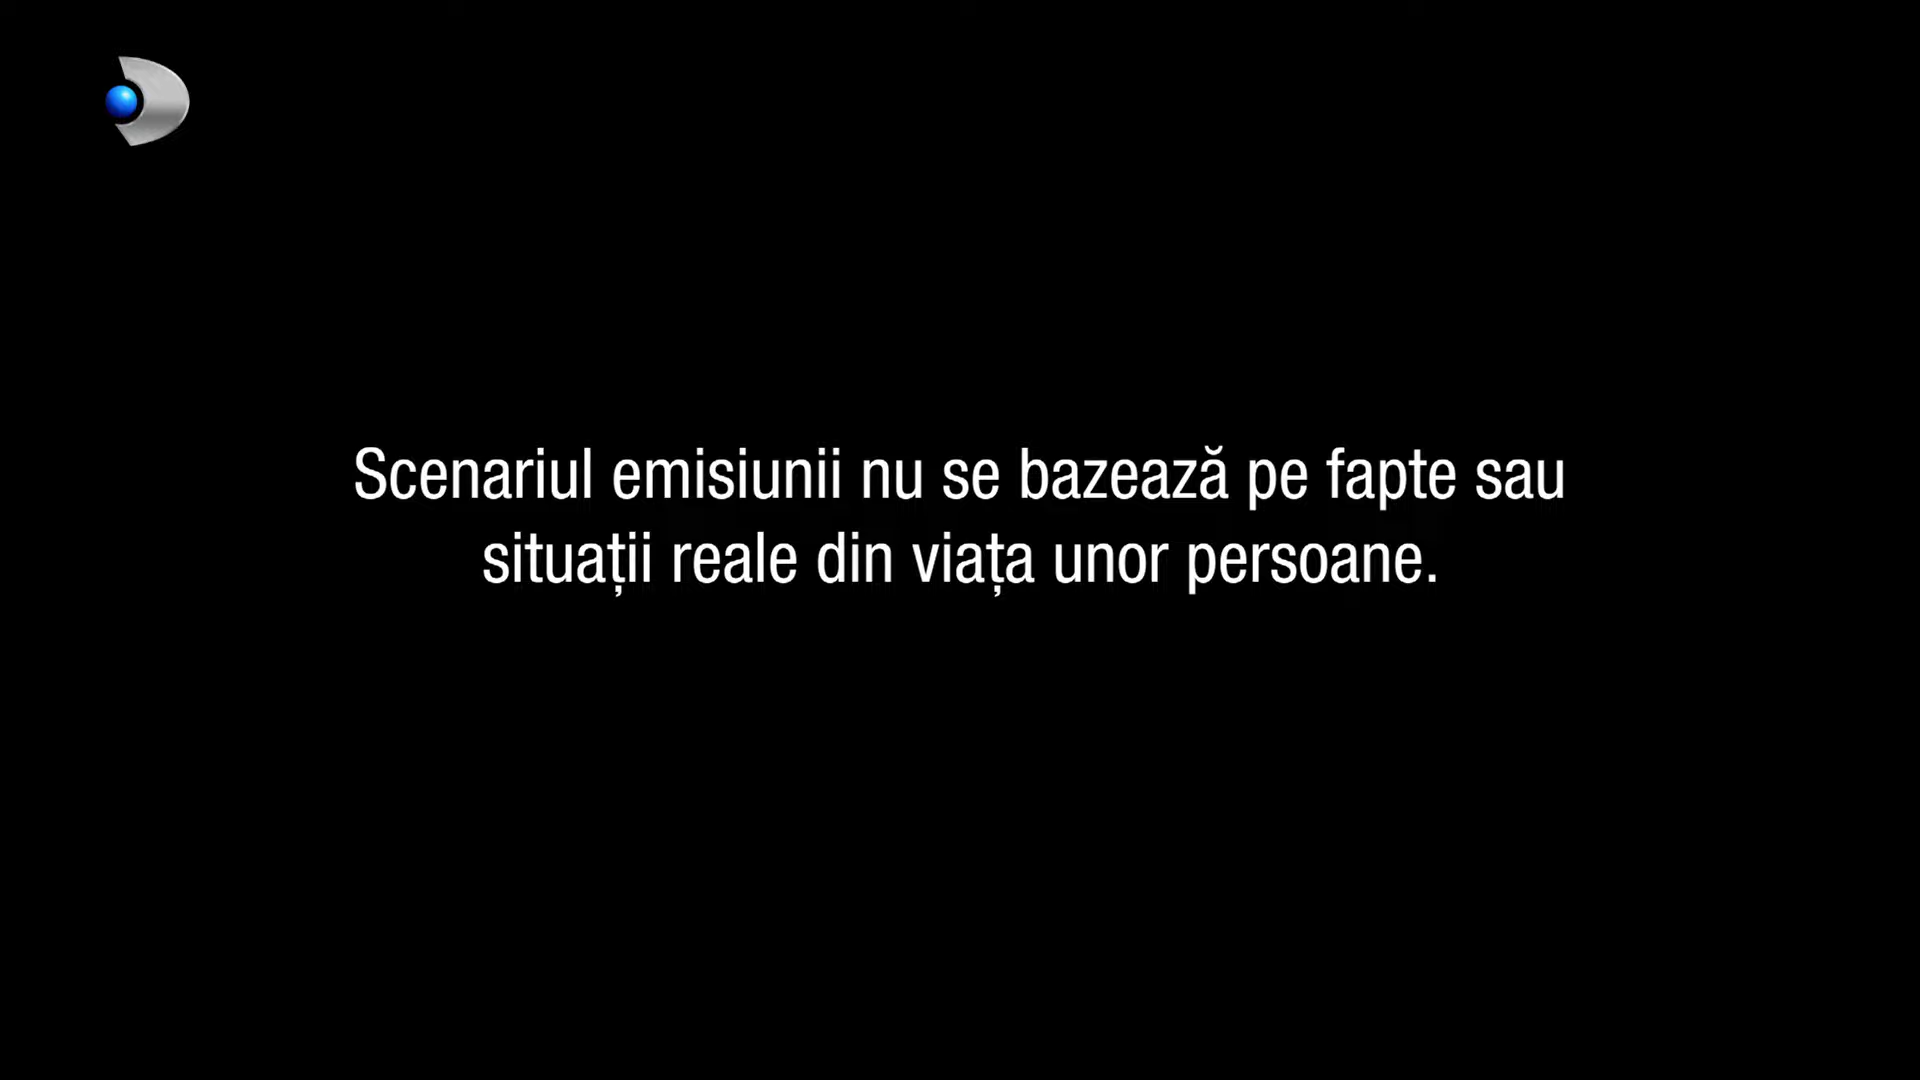 Scenariul emisiunii nu se bazează pe fapte sau
situații reale din viața unor persoane.